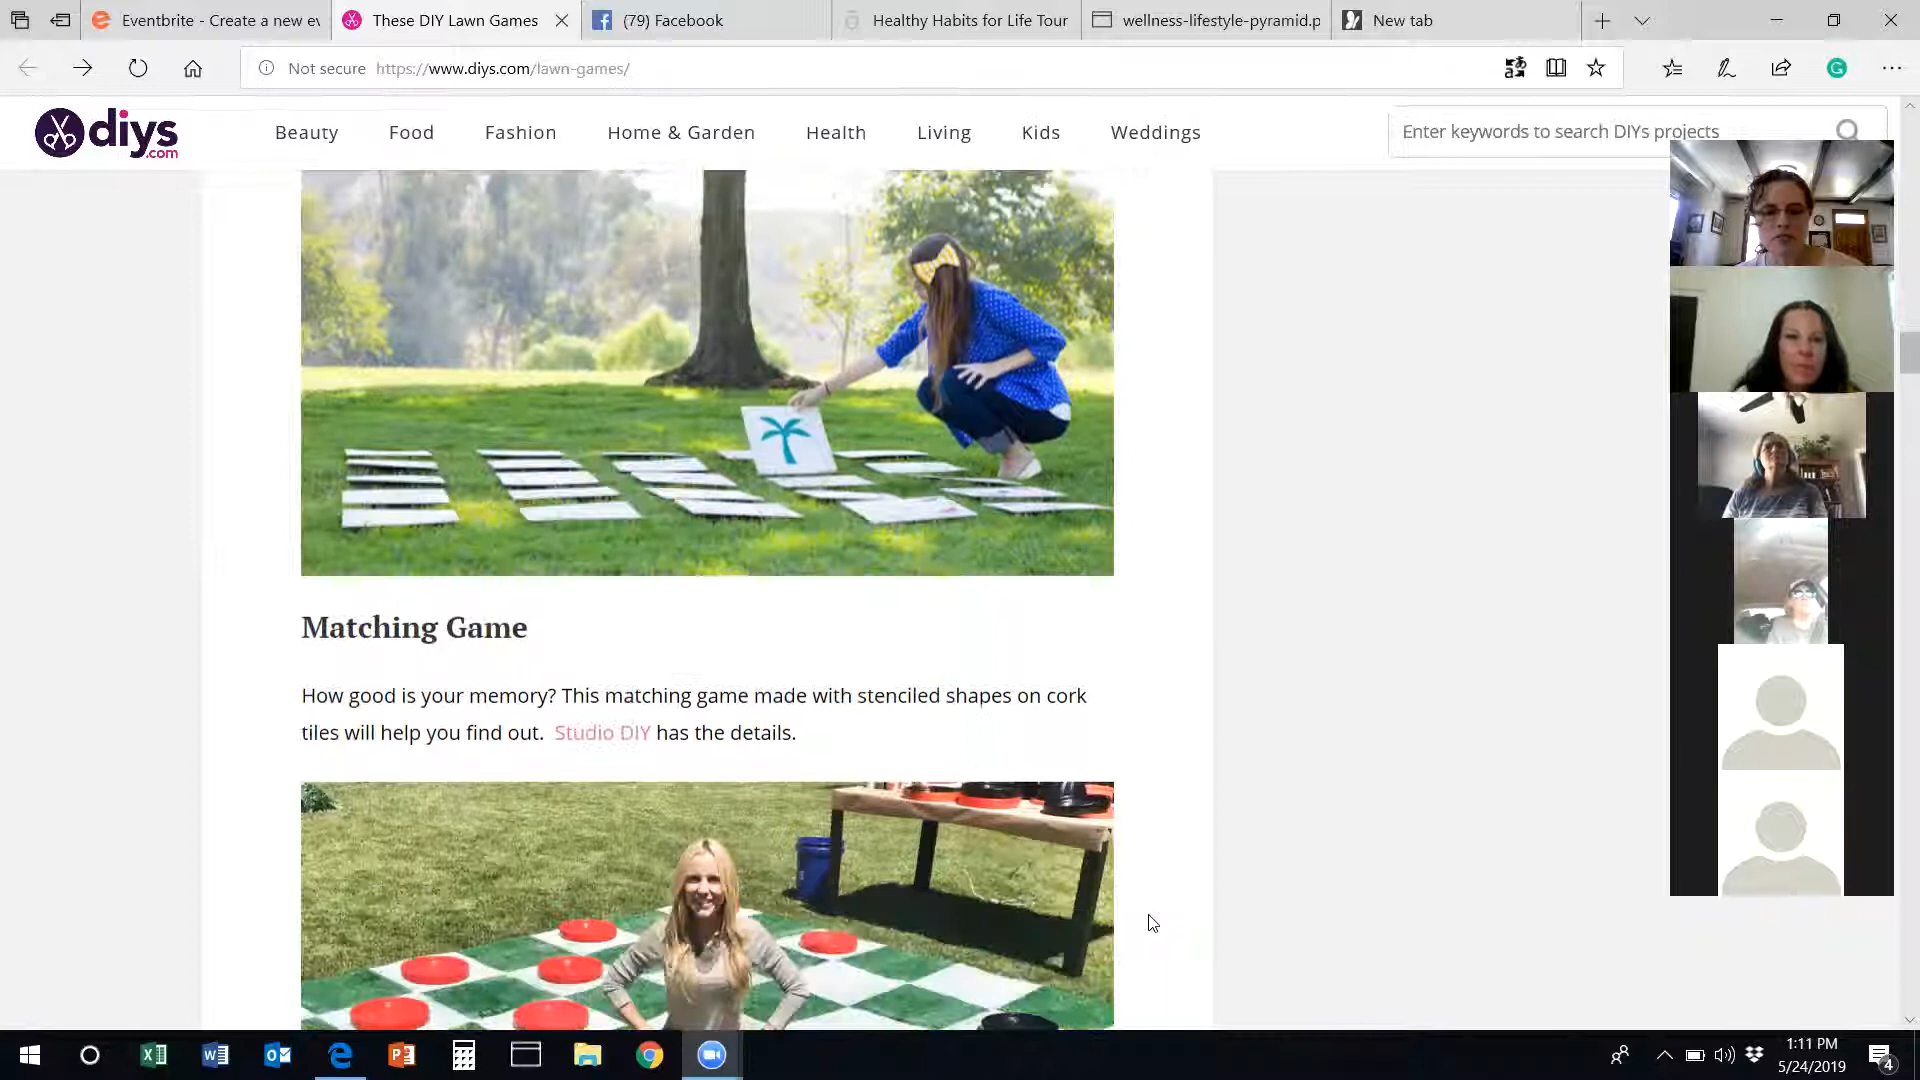 Eventbrite - Create a new ev
These DIY Lawn Games
(79) Facebook
Healthy Habits for Life Tour
wellness-lifestyle-pyramid.p
New tab
Not secure https://www.diys.com/lawn-games/
diys.com
Beauty Food Fashion Home & Garden Health Living Kids Weddings
Enter keywords to search DIYs projects
Matching Game
How good is your memory? This matching game made with stenciled shapes on cork
tiles will help you find out. Studio DIY has the details.
1:11 PM
5/24/2019
4